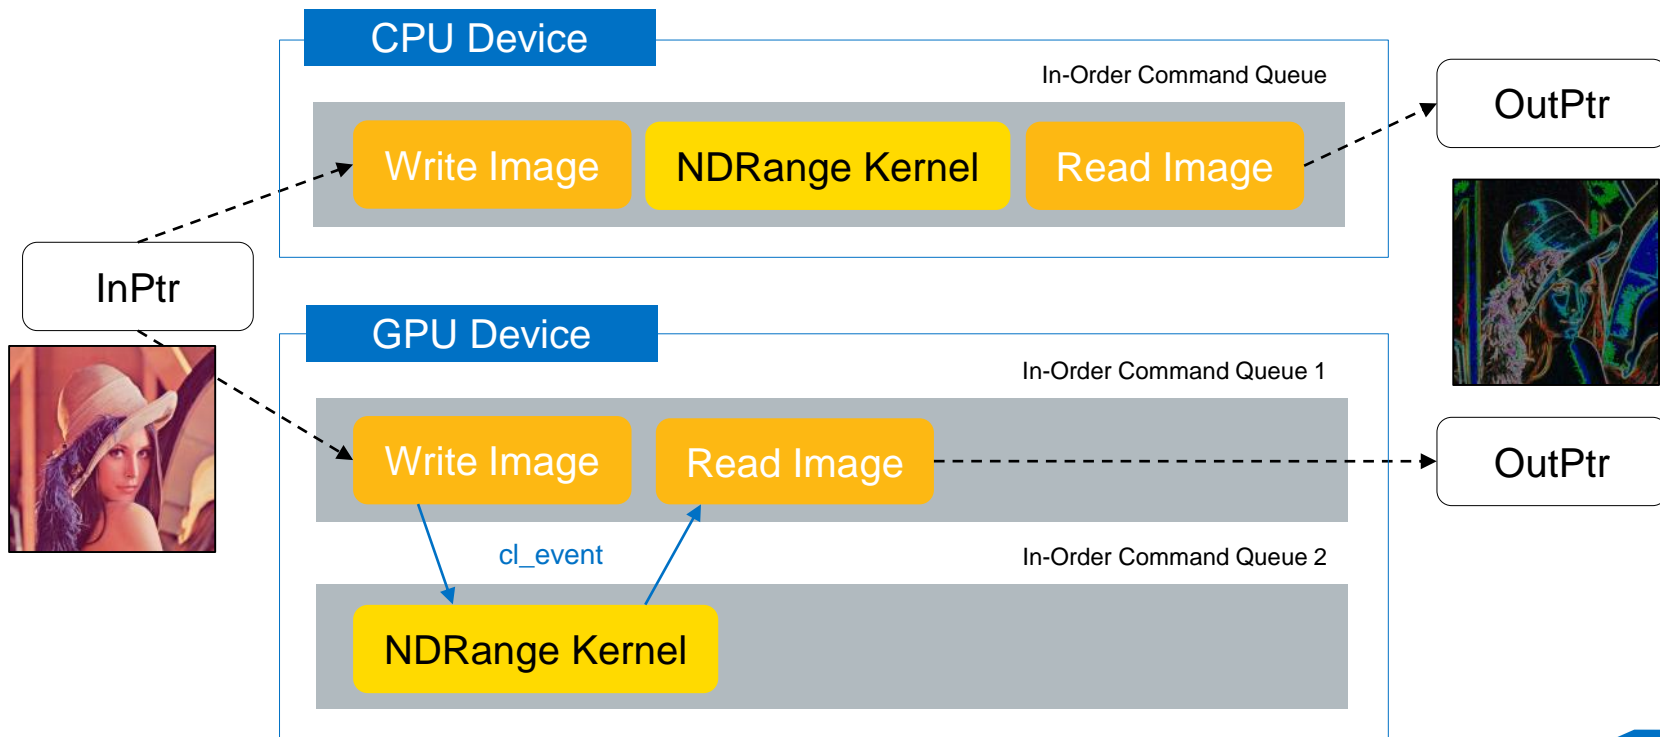 CPU Device
In-Order Command Queue
Write Image
NDRange Kernel
Read Image
OutPtr
InPtr
GPU Device
In-Order Command Queue 1
Write Image
Read Image
OutPtr
cl_event
In-Order Command Queue 2
NDRange Kernel